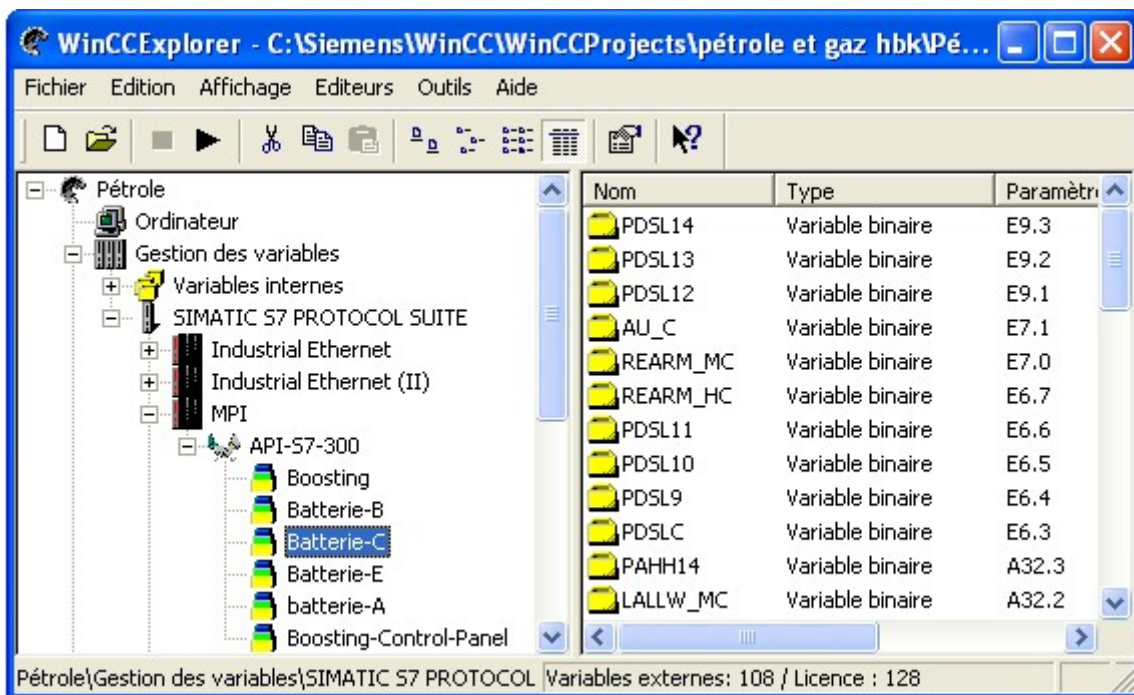 WinCCExplorer - C:\Siemens\WinCC\WinCCProjects\pétrole et gaz hbk\Pé...
Fichier Edition Affichage Editeurs Outils Aide
Pétrole
Ordinateur
Gestion des variables
Variables internes
SIMATIC S7 PROTOCOL SUITE
Industrial Ethernet
Industrial Ethernet (II)
MPI
API-S7-300
Boosting
Batterie-B
Batterie-C
Batterie-E
batterie-A
Boosting-Control-Panel
Nom Type Paramètr
PDSL14 Variable binaire E9.3
PDSL13 Variable binaire E9.2
PDSL12 Variable binaire E9.1
AU_C Variable binaire E7.1
REARM_MC Variable binaire E7.0
REARM_HC Variable binaire E6.7
PDSL11 Variable binaire E6.6
PDSL10 Variable binaire E6.5
PDSL9 Variable binaire E6.4
PDSLC Variable binaire E6.3
PAHH14 Variable binaire A32.3
LALLW_MC Variable binaire A32.2
Pétrole\Gestion des variables\SIMATIC S7 PROTOCOL Variables externes: 108 / Licence : 128